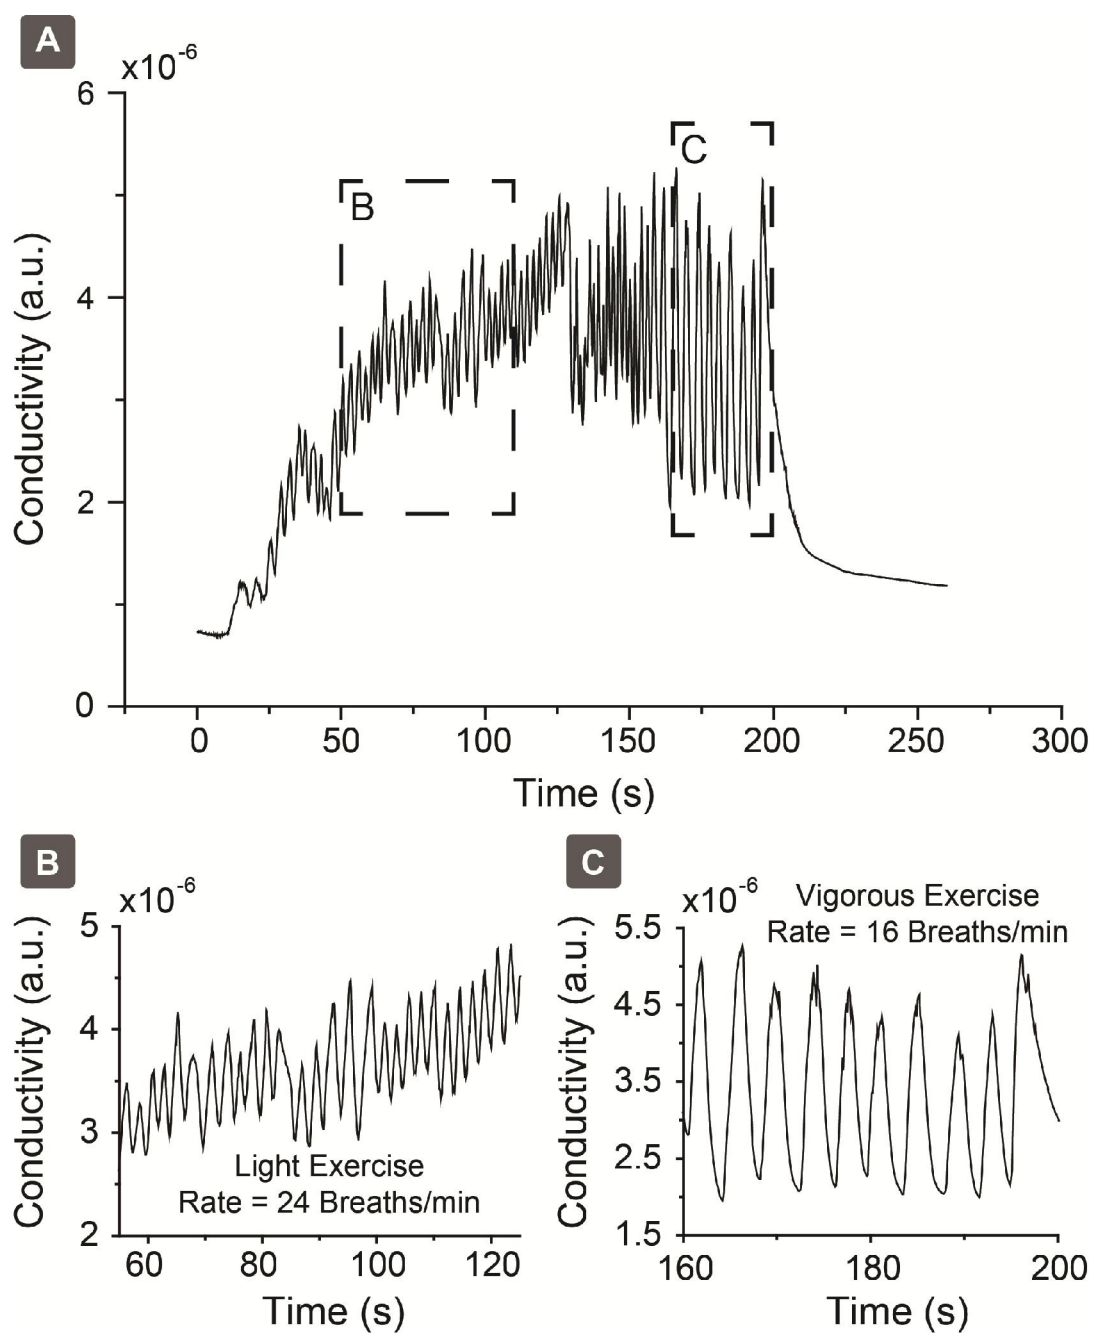 A
x10-6
6
4
2
0
Conductivity (a.u.)
B
C
0 50 100 150 200 250 300
Time (s)
B
x10-6
5
4
3
2
Conductivity (a.u.)
Light Exercise
Rate = 24 Breaths/min
60 80 100 120
Time (s)
C
x10-6
Vigorous Exercise
Rate = 16 Breaths/min
5.5
4.5
3.5
2.5
1.5
Conductivity (a.u.)
160 180 200
Time (s)